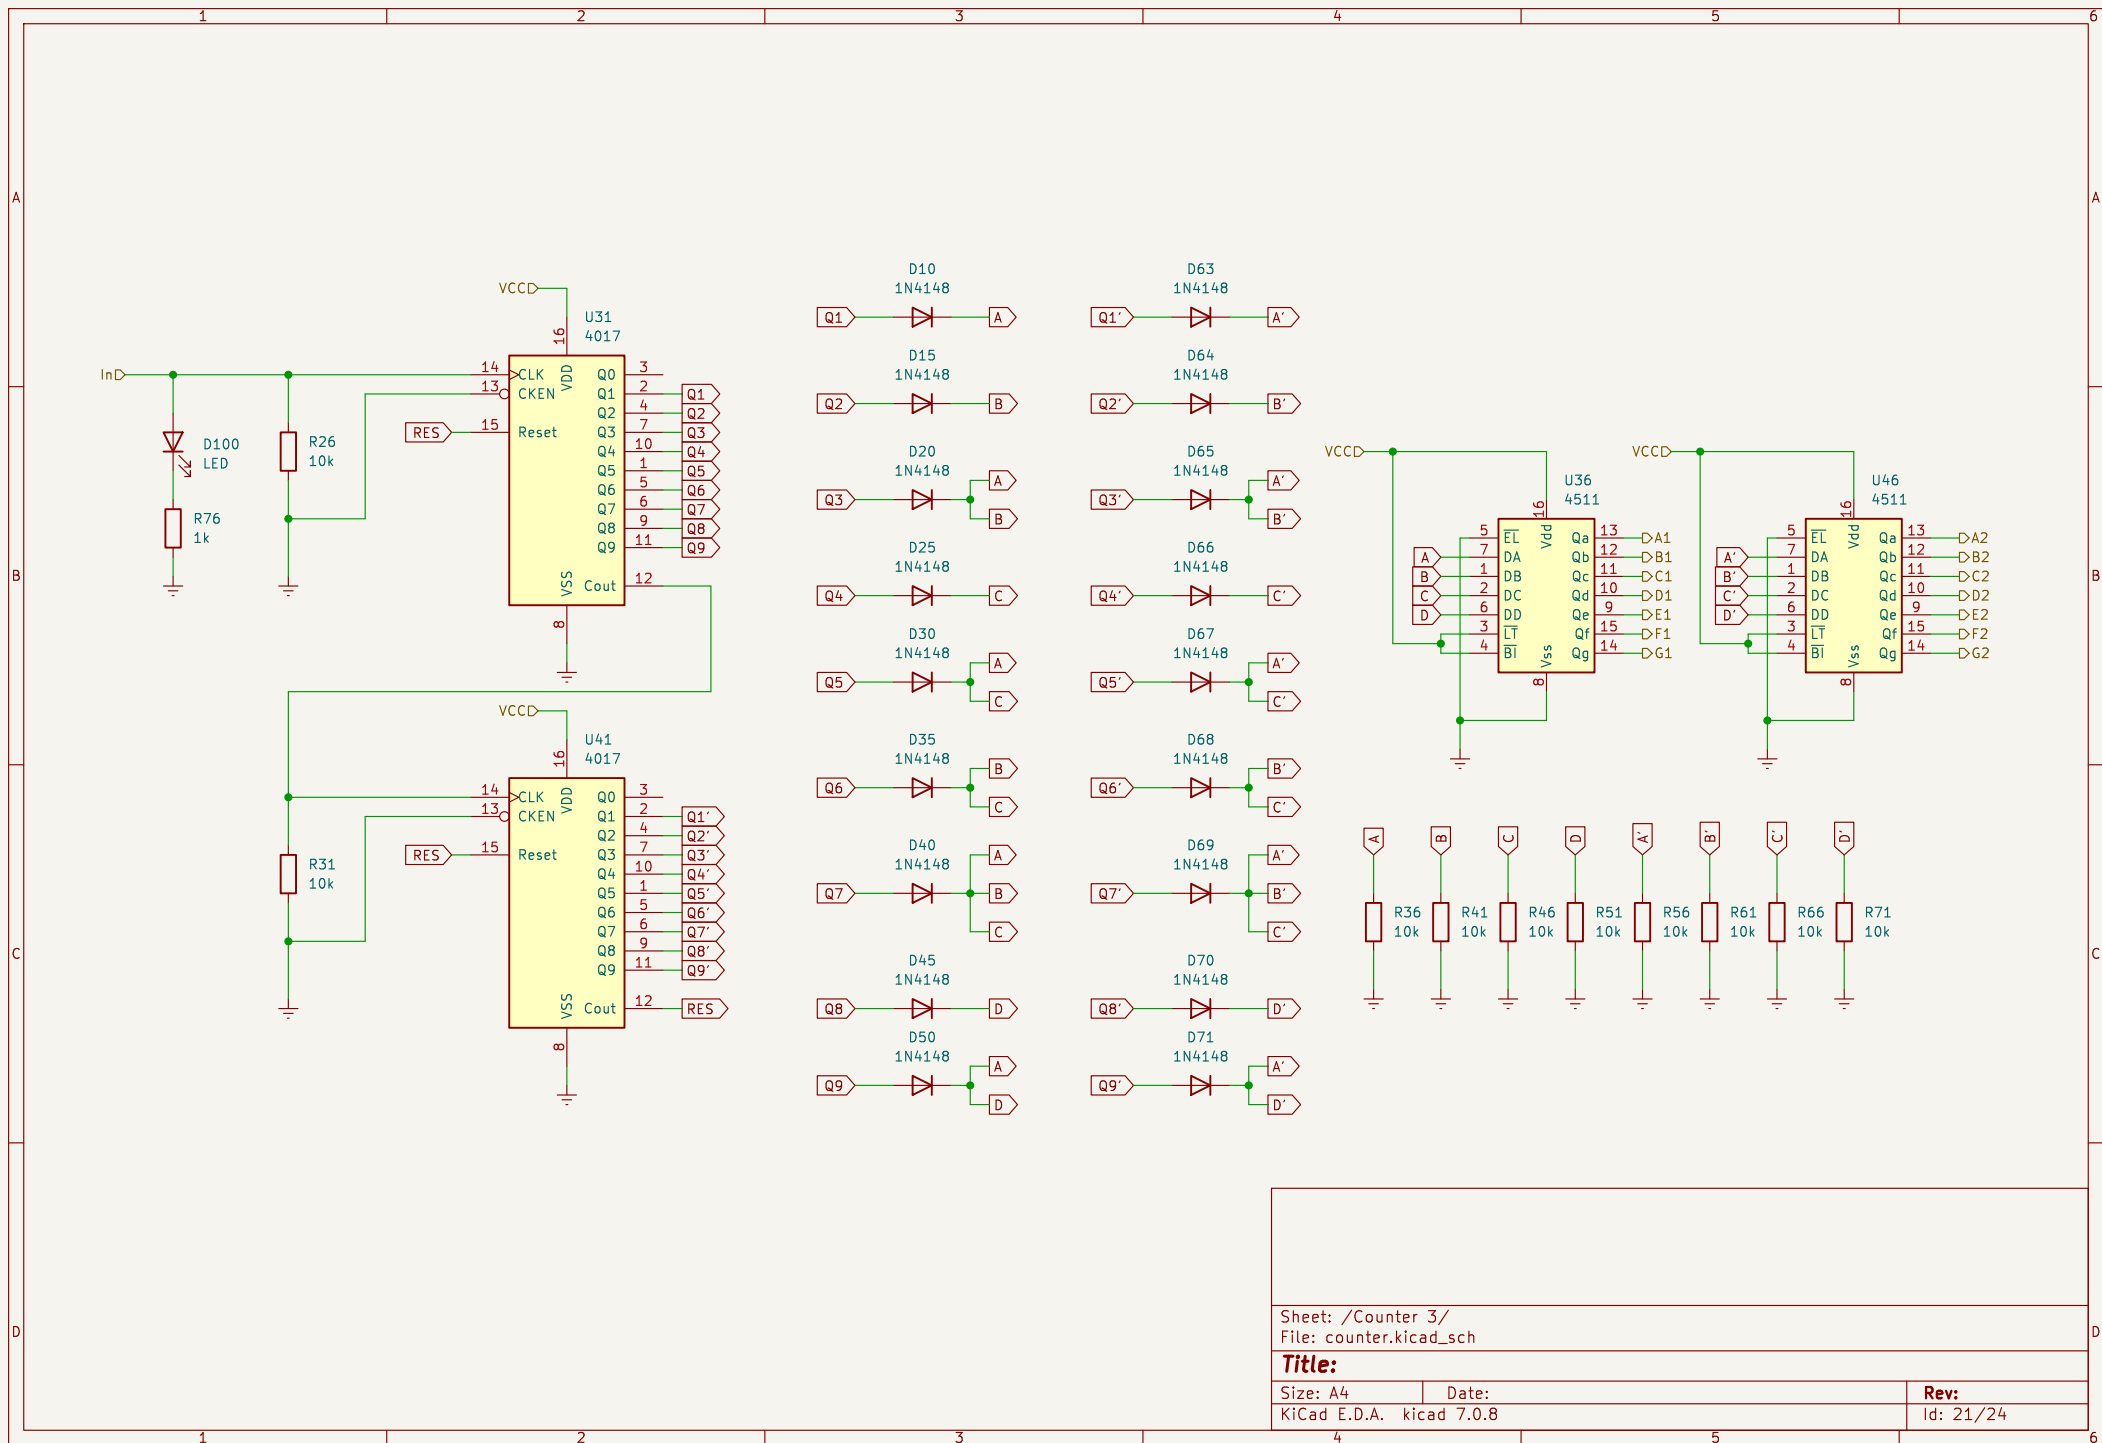 1 2 3 4 5 6
A
B
C
D
A
B
C
D
1 2 3 4 5 6
In
D100
LED
R76
1k
R26
10k
VCC
U31
4017
16
VDD
14 CLK
13 CKEN
RES 15 Reset
Q0 3
Q1 2 Q1
Q2 4 Q2
Q3 7 Q3
Q4 10 Q4
Q5 1 Q5
Q6 5 Q6
Q7 6 Q7
Q8 9 Q8
Q9 11 Q9
Cout 12
VSS
8
VCC
U41
4017
16
VDD
14 CLK
13 CKEN
RES 15 Reset
R31
10k
Q0 3
Q1 2 Q1'
Q2 4 Q2'
Q3 7 Q3'
Q4 10 Q4'
Q5 1 Q5'
Q6 5 Q6'
Q7 6 Q7'
Q8 9 Q8'
Q9 11 Q9'
Cout 12 RES
VSS
8
D10
1N4148
Q1 A
D15
1N4148
Q2 B
D20
1N4148
Q3 A
B
D25
1N4148
Q4 C
D30
1N4148
Q5 A
C
D35
1N4148
Q6 B
C
D40
1N4148
Q7 A
B
C
D45
1N4148
Q8 D
D50
1N4148
Q9 A
D
D63
1N4148
Q1' A'
D64
1N4148
Q2' B'
D65
1N4148
Q3' A'
B'
D66
1N4148
Q4' C'
D67
1N4148
Q5' A'
C'
D68
1N4148
Q6' B'
C'
D69
1N4148
Q7' A'
B'
C'
D70
1N4148
Q8' D'
D71
1N4148
Q9' A'
D'
VCC
U36
4511
16
Vdd
5 EL Qa 13 A1
A 7 DA Qb 12 B1
B 1 DB Qc 11 C1
C 2 DC Qd 10 D1
D 6 DD Qe 9 E1
3 LT Qf 15 F1
4 BI Qg 14 G1
Vss
8
VCC
U46
4511
16
Vdd
5 EL Qa 13 A2
A' 7 DA Qb 12 B2
B' 1 DB Qc 11 C2
C' 2 DC Qd 10 D2
D' 6 DD Qe 9 E2
3 LT Qf 15 F2
4 BI Qg 14 G2
Vss
8
A B C D A' B' C' D'
R36 R41 R46 R51 R56 R61 R66 R71
10k 10k 10k 10k 10k 10k 10k 10k
Sheet: /Counter 3/
File: counter.kicad_sch
Title:
Size: A4 Date: Rev:
KiCad E.D.A. kicad 7.0.8 Id: 21/24